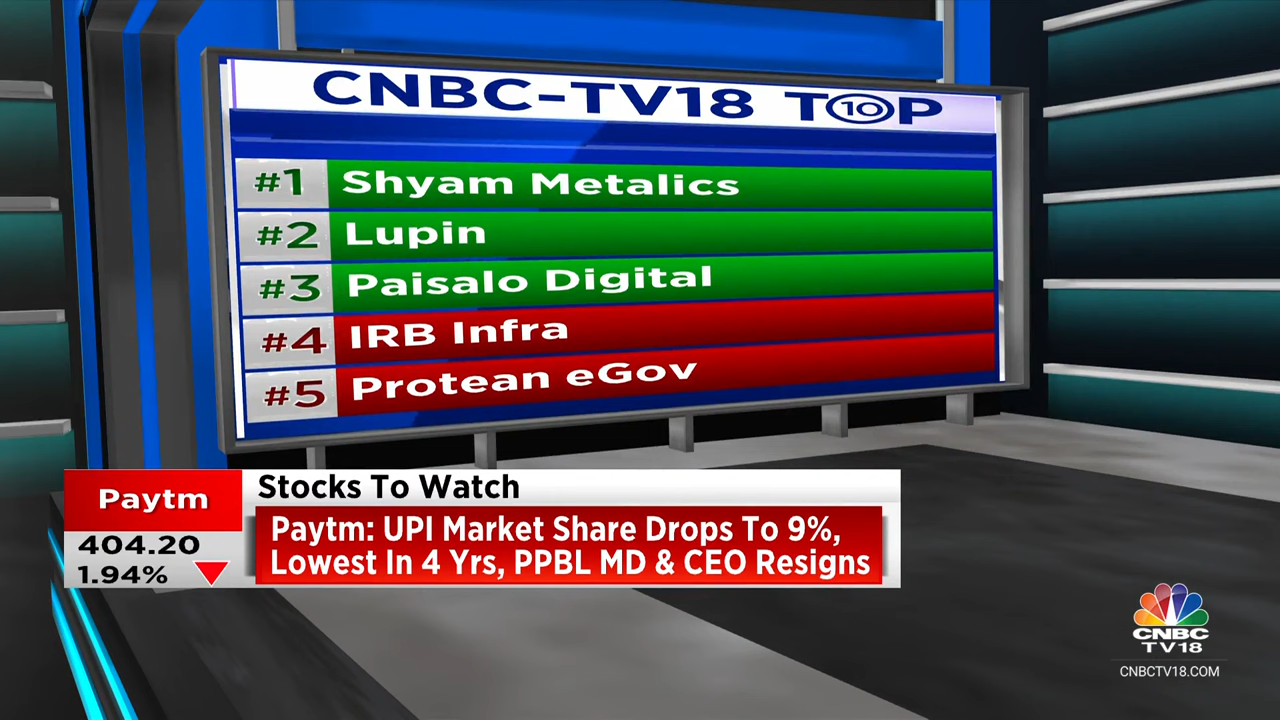 CNBC-TV18 TOP
10
#1 Shyam Metalics
#2 Lupin
#3 Paisalo Digital
#4 IRB Infra
#5 Protean eGov
Paytm
404.20
1.94%
Stocks To Watch
Paytm: UPI Market Share Drops To 9%,
Lowest In 4 Yrs, PPBL MD & CEO Resigns
CNBC
TV18
CNBCTV18.COM